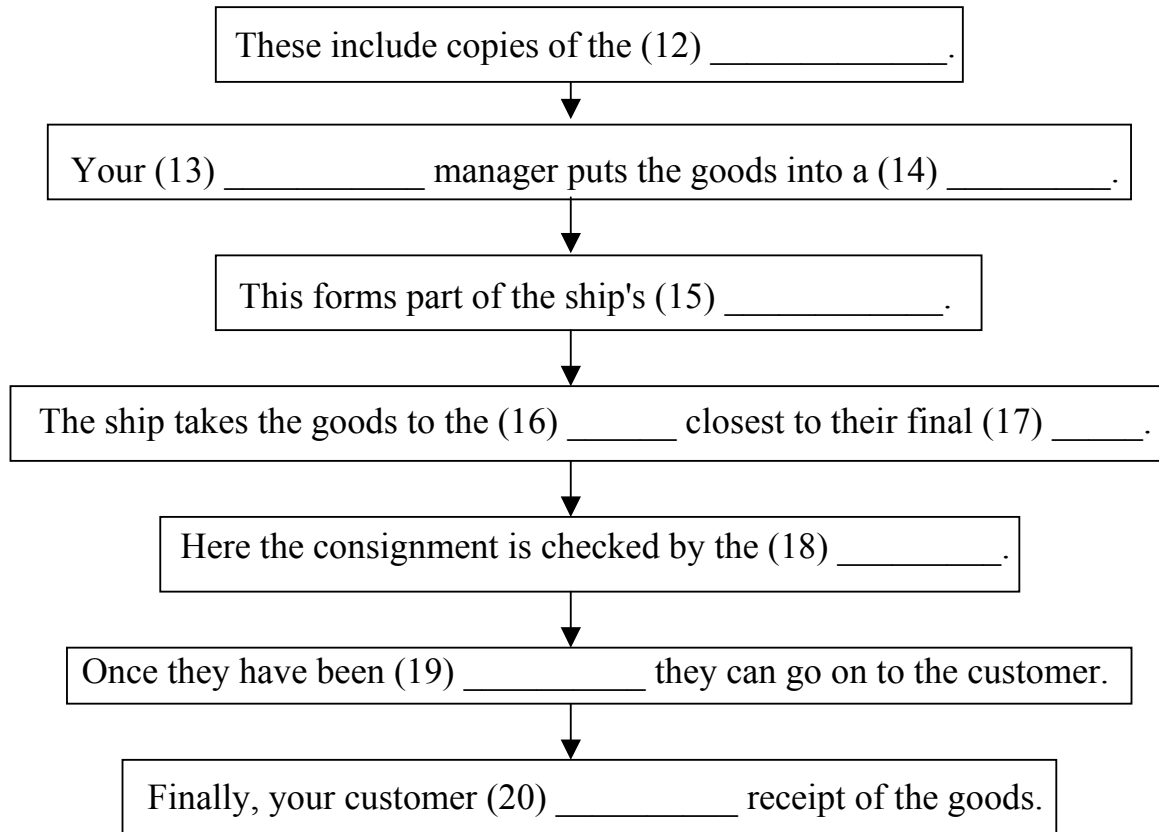 These include copies of the (12) _____________.
Your (13) ___________ manager puts the goods into a (14) _________.
This forms part of the ship's (15) ____________.
The ship takes the goods to the (16) ______ closest to their final (17) _____.
Here the consignment is checked by the (18) _________.
Once they have been (19) __________ they can go on to the customer.
Finally, your customer (20) __________ receipt of the goods.